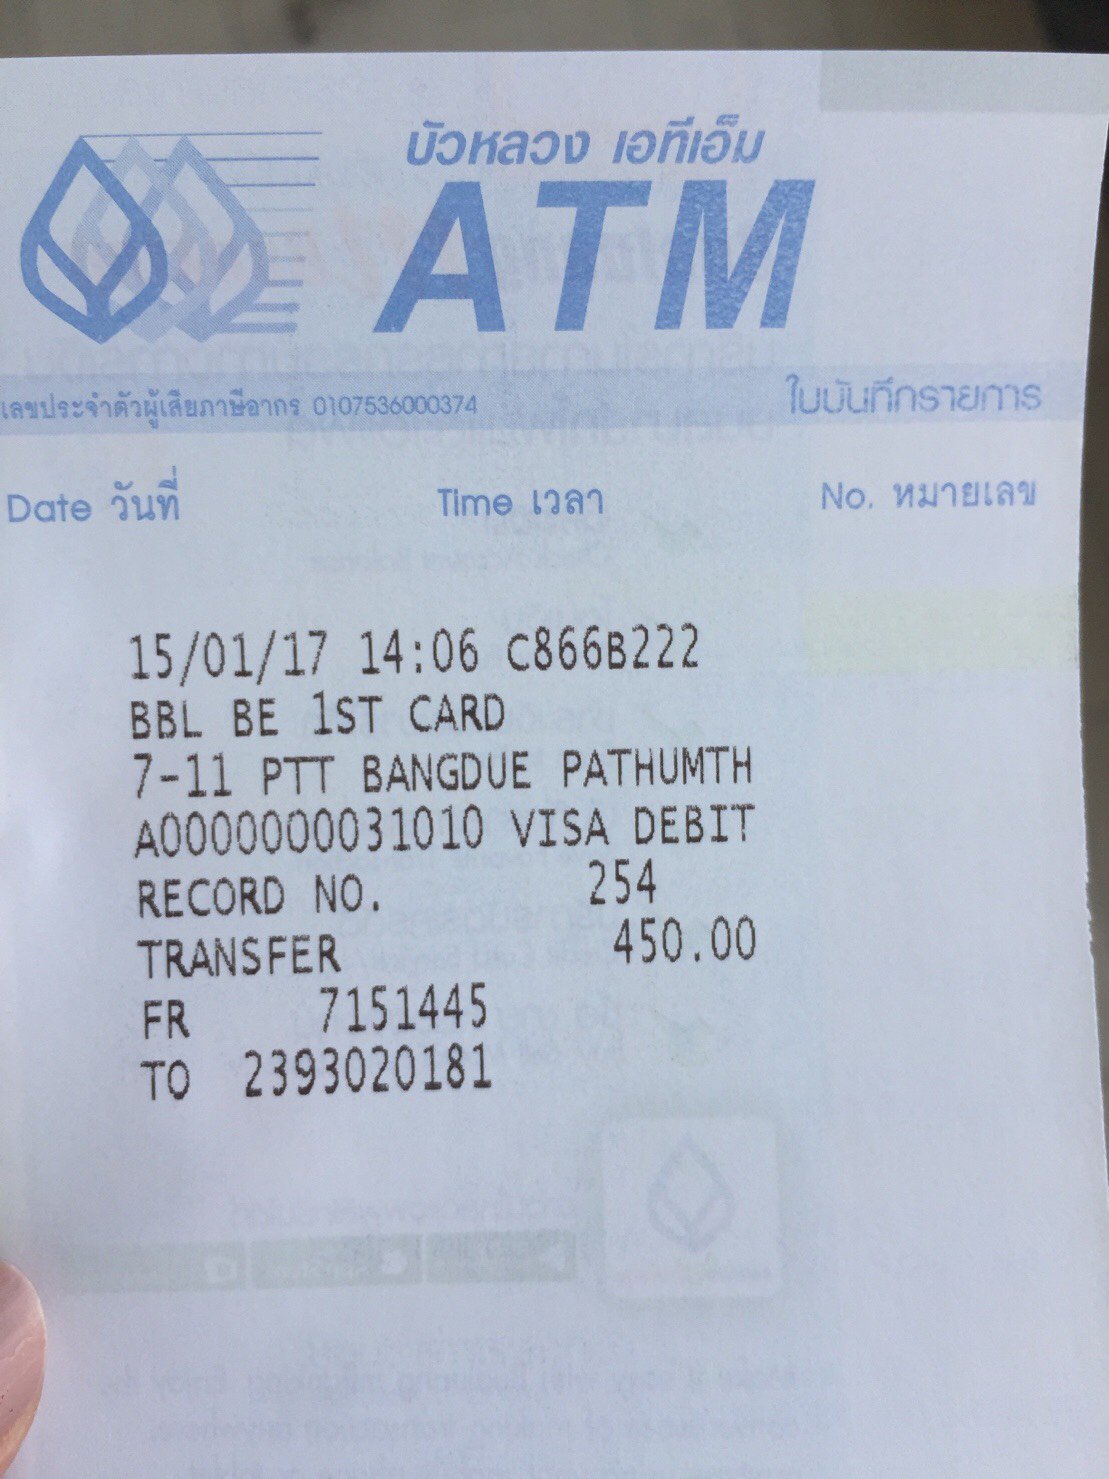 บัวหลวง เอทีเอ็ม
ATM
เลขประจำตัวผู้เสียภาษีอากร 0107536000374 ใบบันทึกรายการ
Date วันที่ Time เวลา No. หมายเลข
15/01/17 14:06 C866B222
BBL BE 1ST CARD
7-11 PTT BANGDUE PATHUMTH
A0000000031010 VISA DEBIT
RECORD NO. 254
TRANSFER 450.00
FR 7151445
TO 2393020181